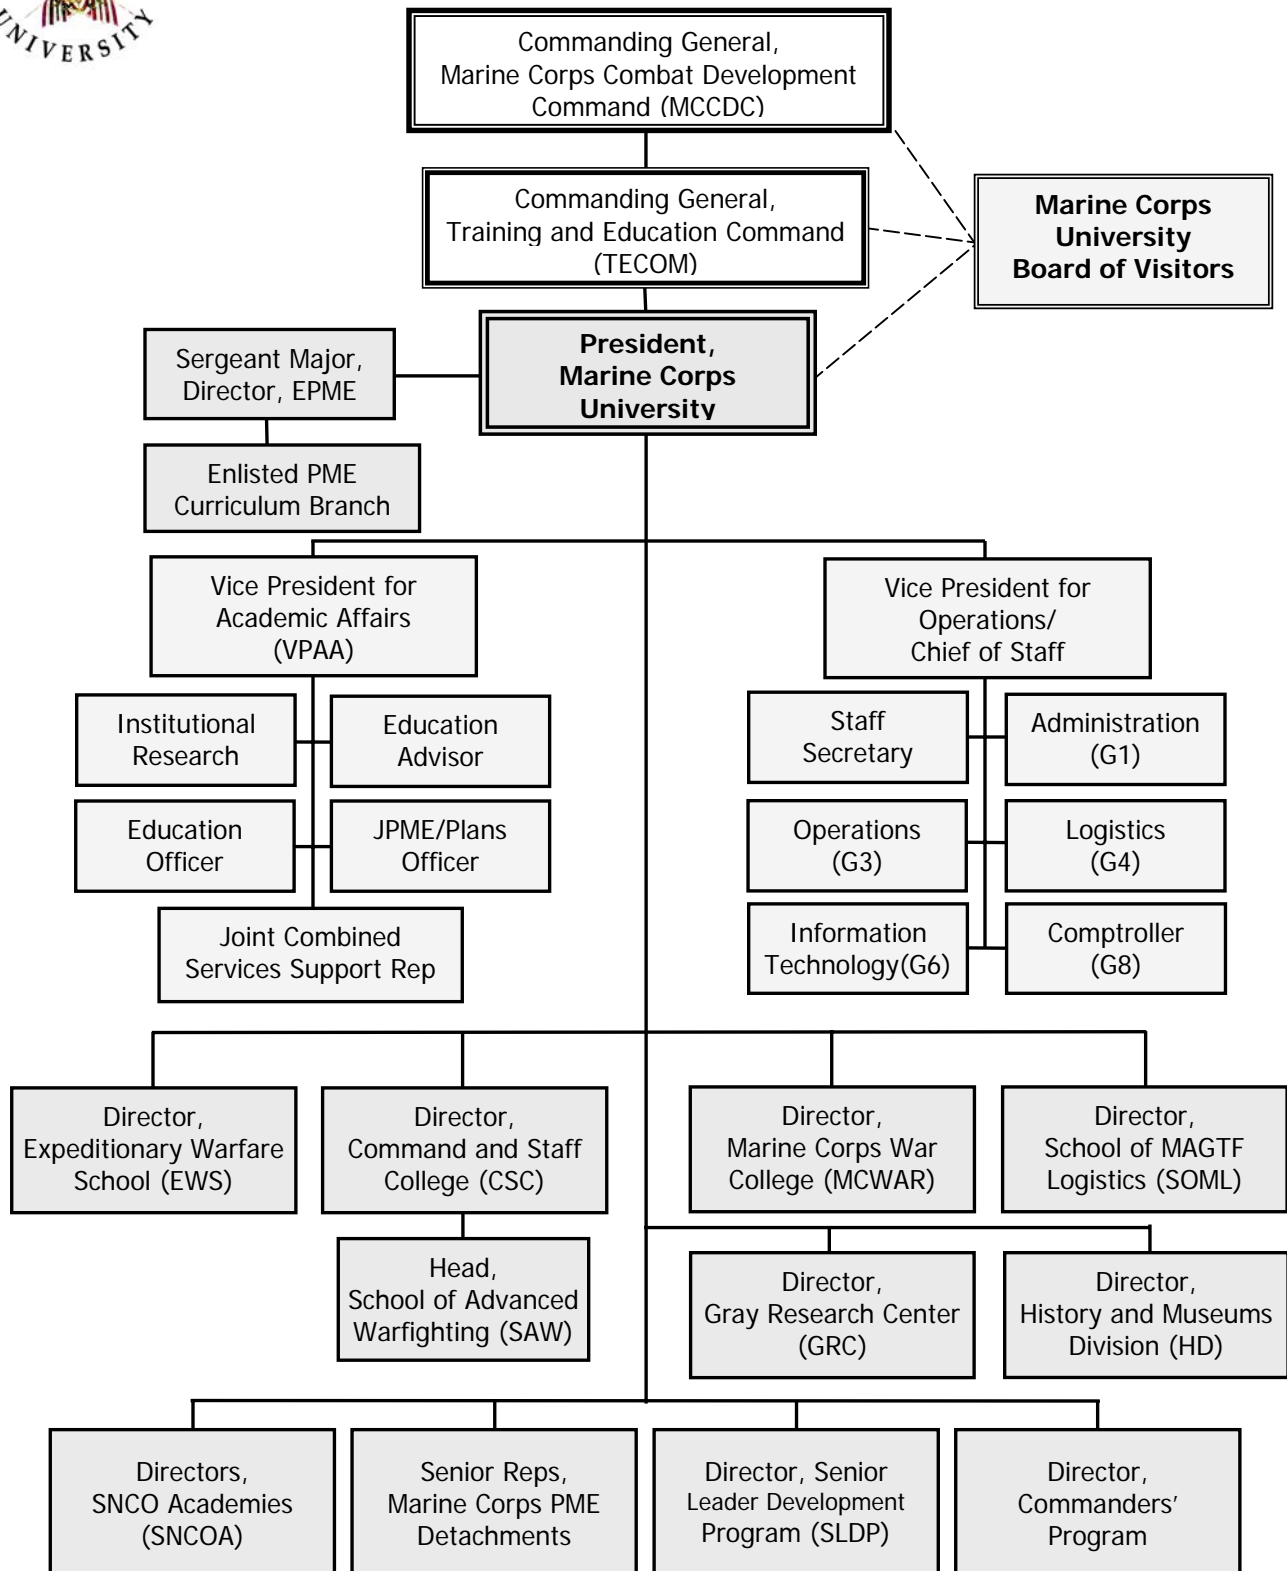 UNIVERSITY
Commanding General,
Marine Corps Combat Development
Command (MCCDC)
Commanding General,
Training and Education Command
(TECOM)
Marine Corps
University
Board of Visitors
President,
Marine Corps
University
Sergeant Major,
Director, EPME
Enlisted PME
Curriculum Branch
Vice President for
Academic Affairs
(VPAA)
Vice President for
Operations/
Chief of Staff
Institutional
Research
Education
Advisor
Staff
Secretary
Administration
(G1)
Education
Officer
JPME/Plans
Officer
Operations
(G3)
Logistics
(G4)
Joint Combined
Services Support Rep
Information
Technology(G6)
Comptroller
(G8)
Director,
Expeditionary Warfare
School (EWS)
Director,
Command and Staff
College (CSC)
Director,
Marine Corps War
College (MCWAR)
Director,
School of MAGTF
Logistics (SOML)
Head,
School of Advanced
Warfighting (SAW)
Director,
Gray Research Center
(GRC)
Director,
History and Museums
Division (HD)
Directors,
SNCO Academies
(SNCOA)
Senior Reps,
Marine Corps PME
Detachments
Director, Senior
Leader Development
Program (SLDP)
Director,
Commanders’
Program